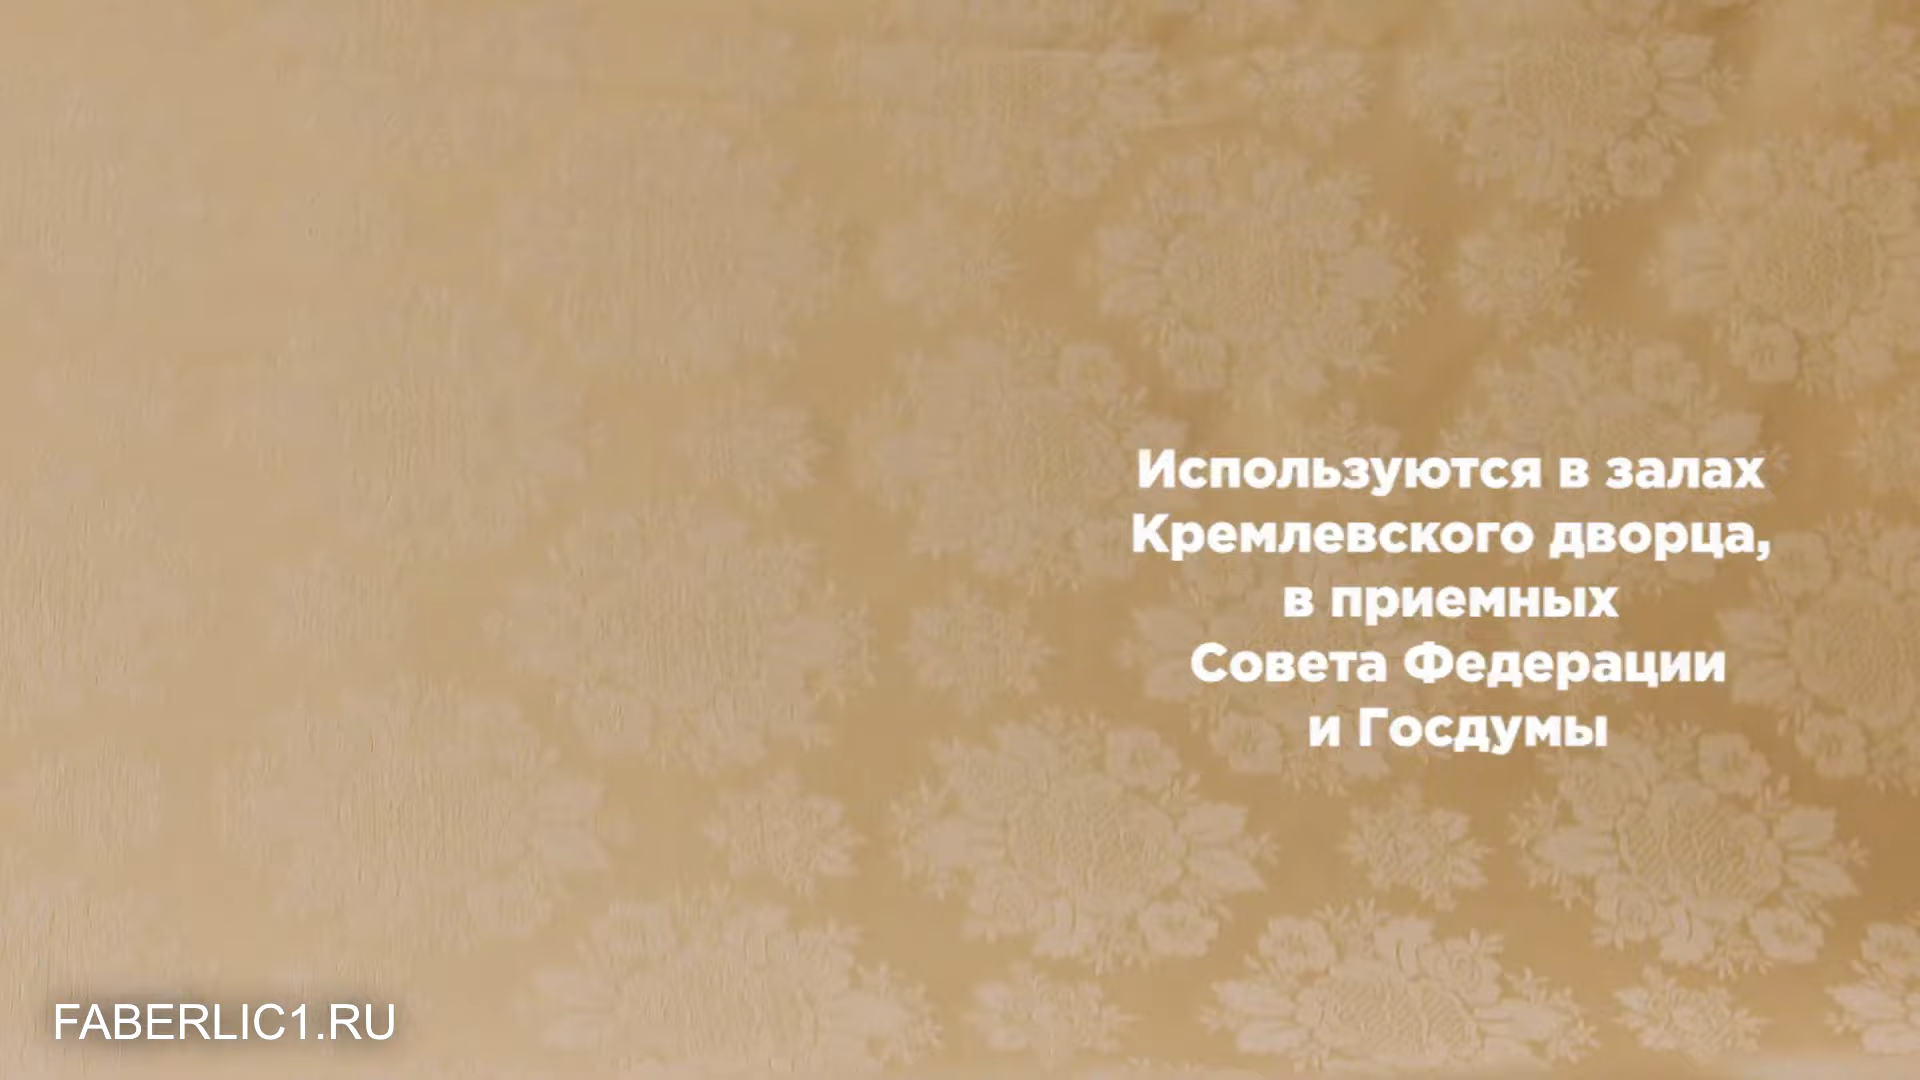 Используются в залах
Кремлевского дворца,
в приемных
Совета Федерации
и Госдумы
FABERLIC1.RU